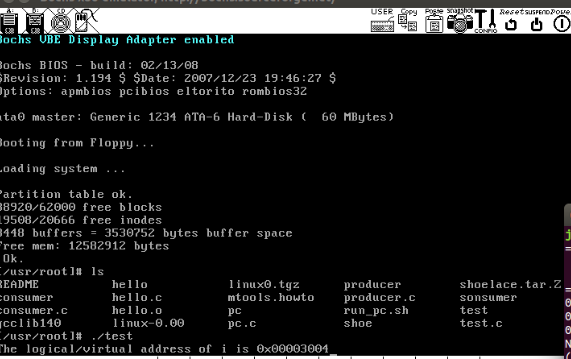 USER Copy Paste snapshot CONFIG Reset SUSPEND Power
Bochs VBE Display Adapter enabled
Bochs BIOS - build: 02/13/08
$Revision: 1.194 $ $Date: 2007/12/23 19:46:27 $
Options: apmbios pcibios eltorito rombios32
ata0 master: Generic 1234 ATA-6 Hard-Disk ( 60 MBytes)
Booting from Floppy...
Loading system ...
Partition table ok.
38920/62000 free blocks
19508/20666 free inodes
3448 buffers = 3530752 bytes buffer space
Free mem: 12582912 bytes
Ok.
[/usr/root]# ls
README hello linux0.tgz producer shoelace.tar.Z
consumer hello.c mtools.howto producer.c sonsumer
consumer.c hello.o pc run_pc.sh test
gcclib140 linux-0.00 pc.c shoe test.c
[/usr/root]# ./test
The logical/virtual address of i is 0x00003004